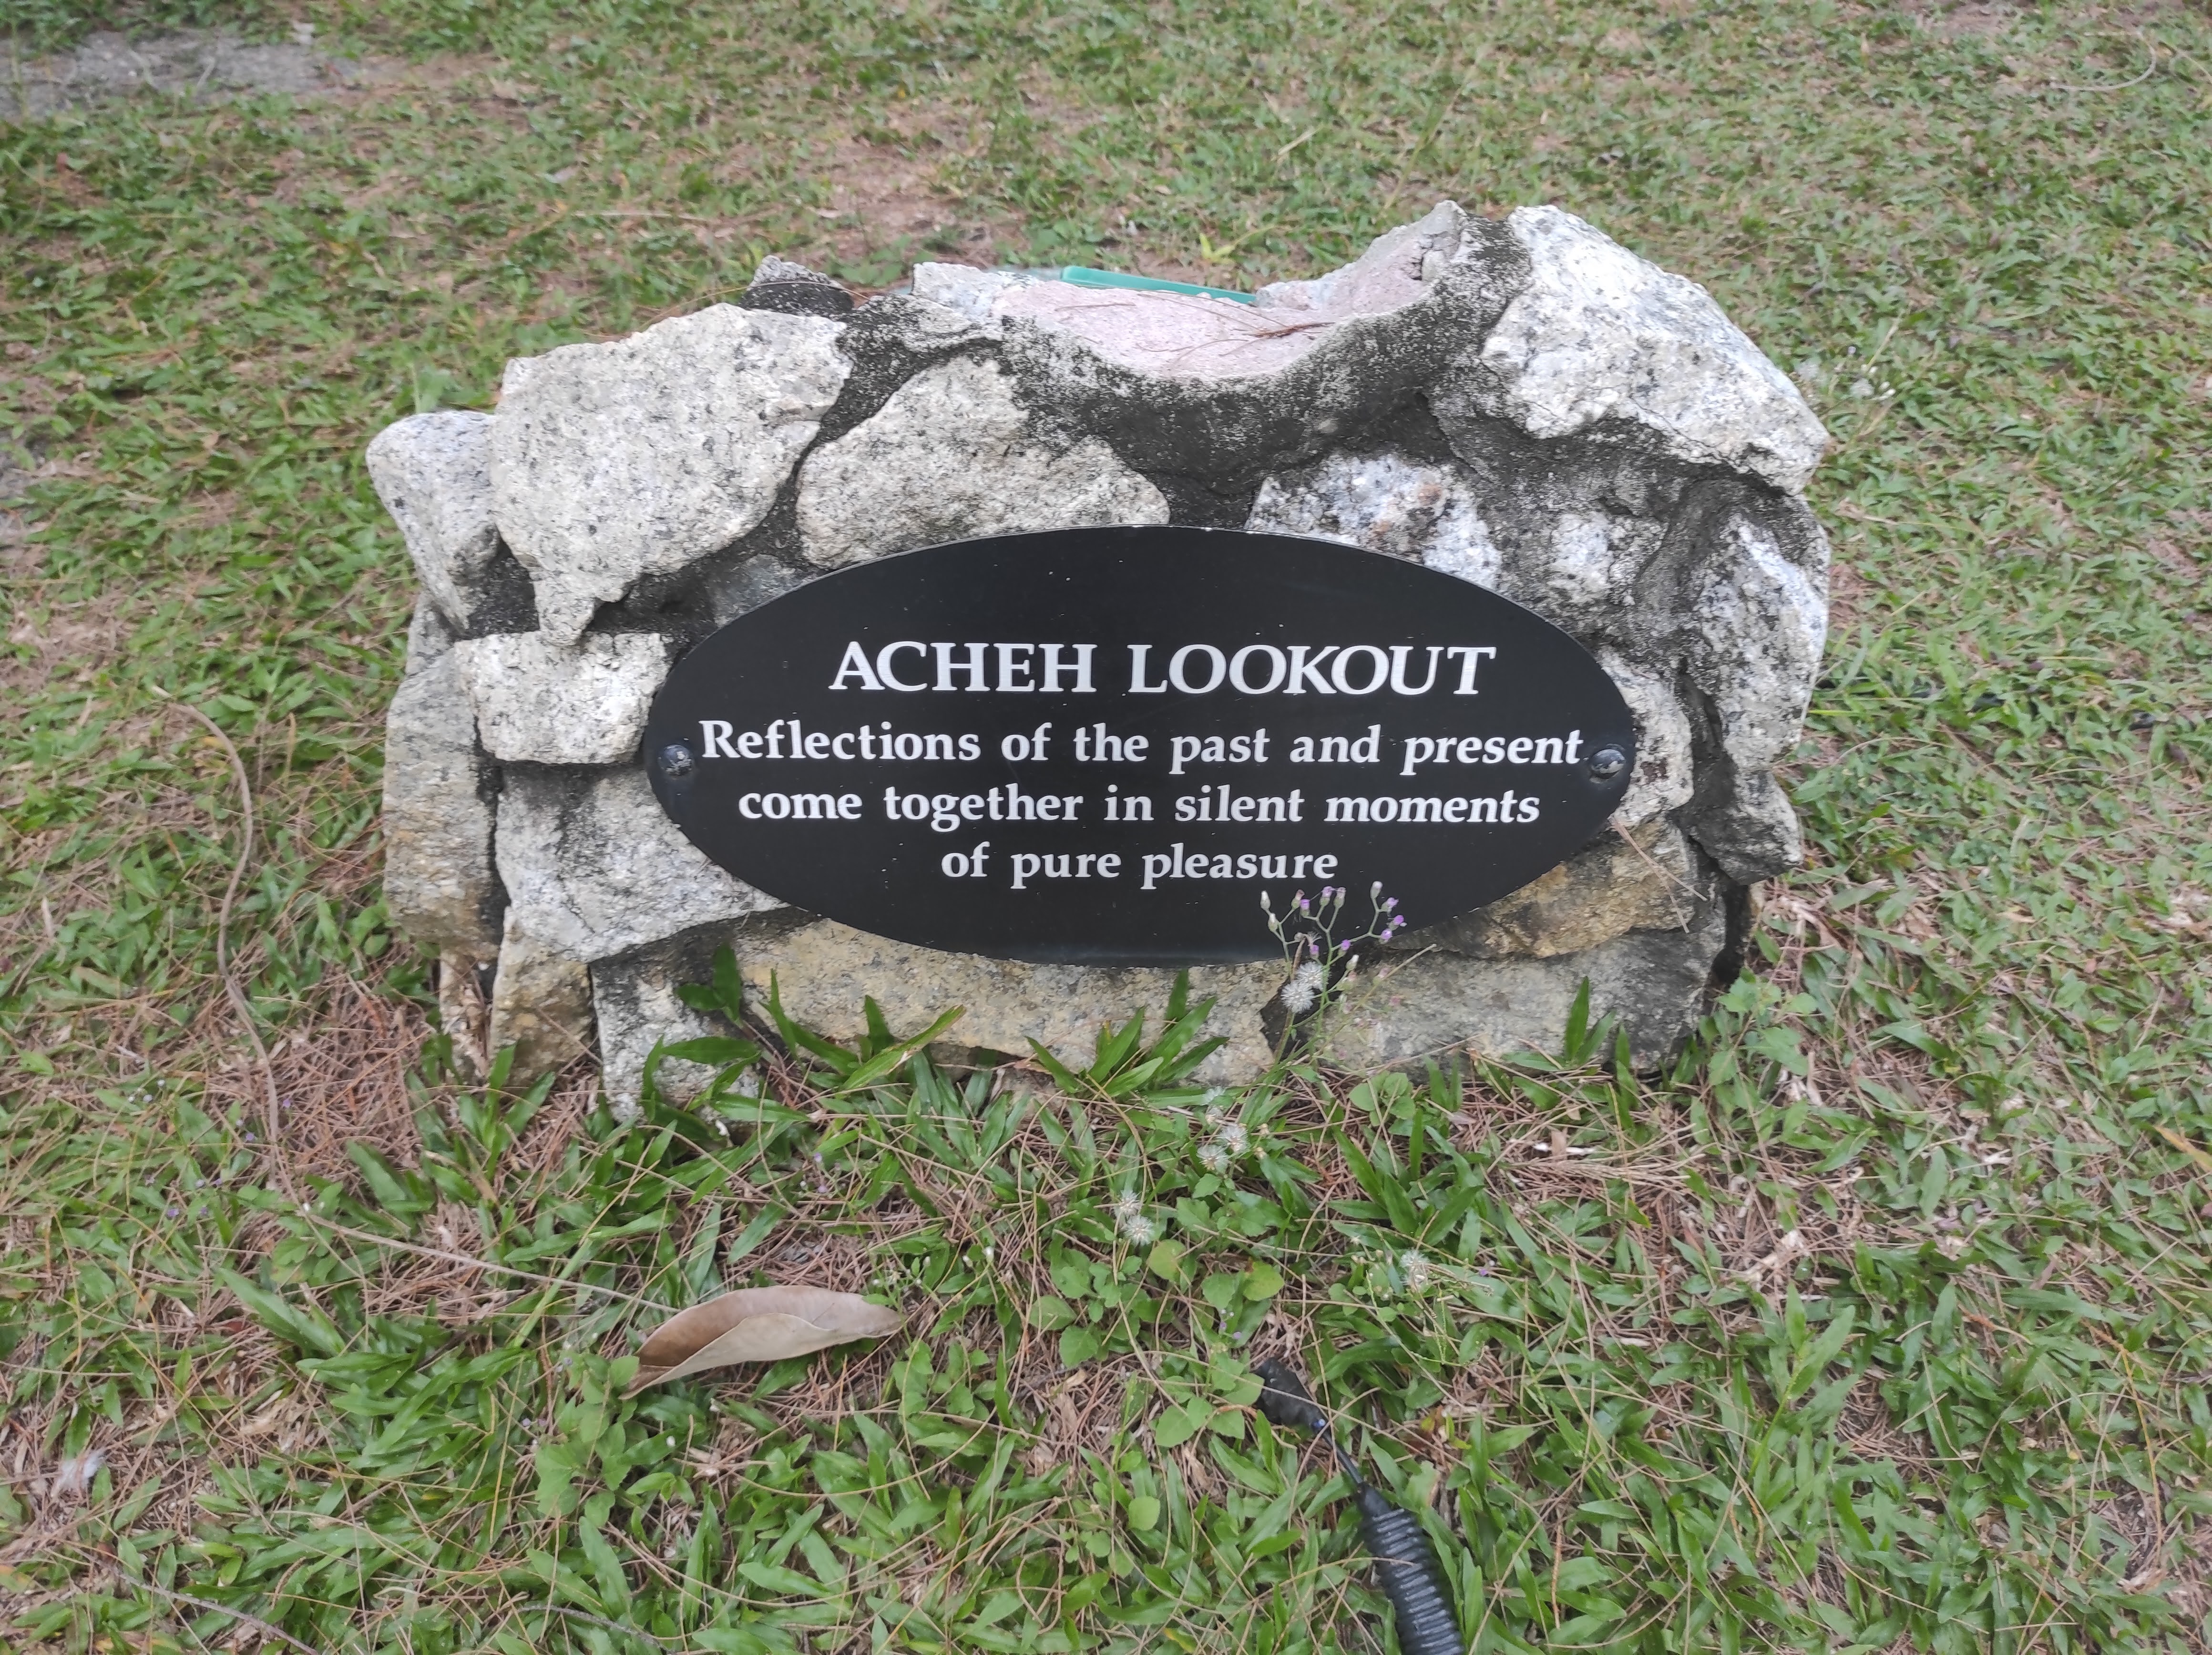 ACHEH LOOKOUT
Reflections of the past and present
come together in silent moments
of pure pleasure